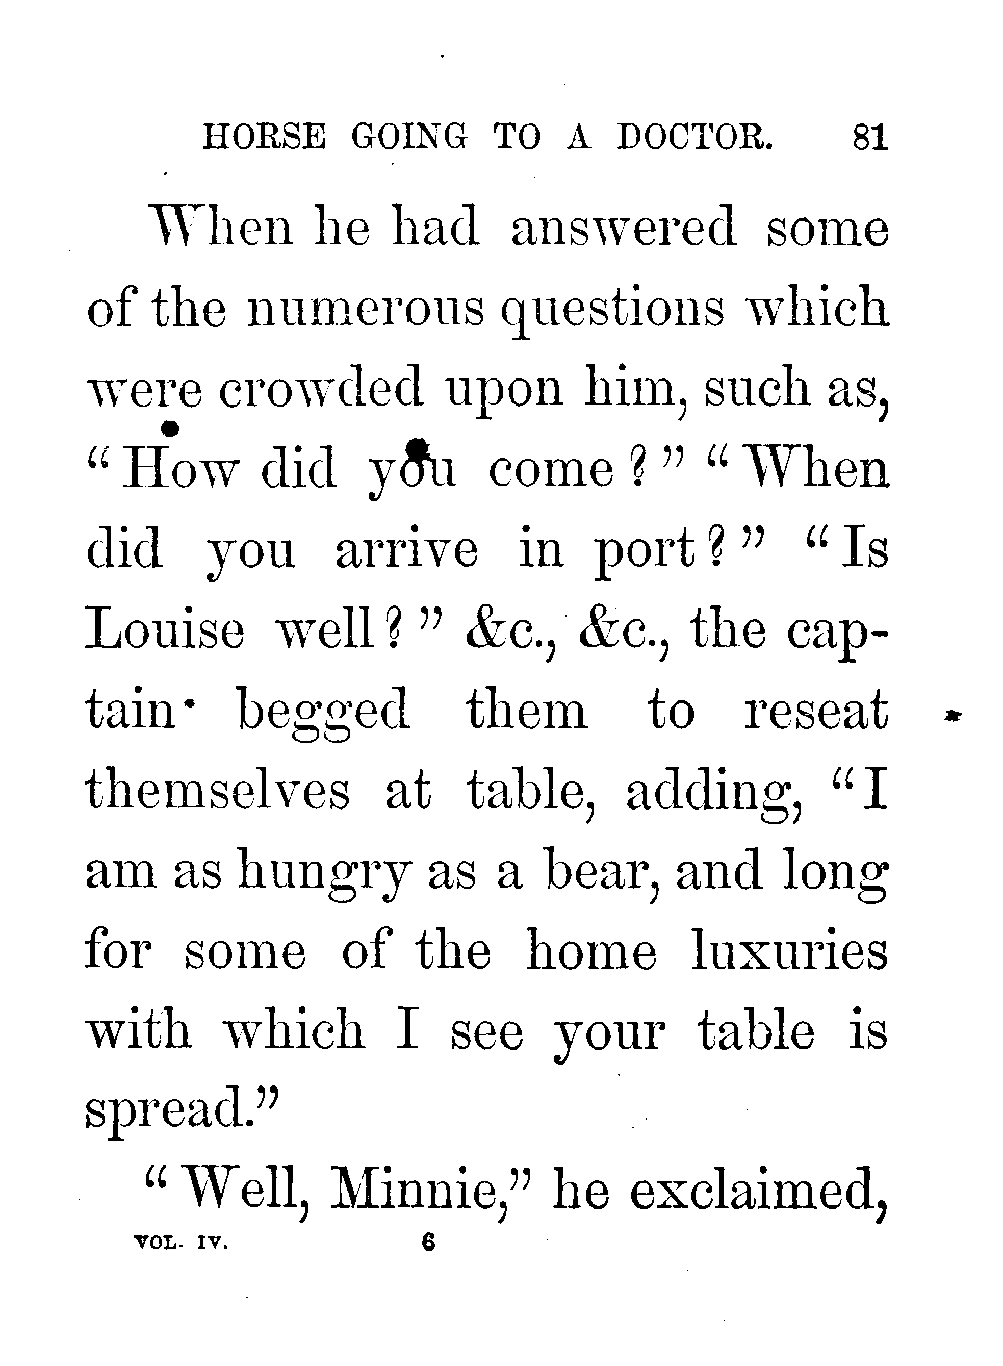 HORSE GOING TO A DOCTOR. 81
When he had answered some
of the numerous questions which
were crowded upon him, such as,
“How did you come?” “When
did you arrive in port?” “Is
Louise well?” &c., &c., the cap-
tain begged them to reseat
themselves at table, adding, “I
am as hungry as a bear, and long
for some of the home luxuries
with which I see your table is
spread.”
“Well, Minnie,” he exclaimed,
VOL. IV. 6